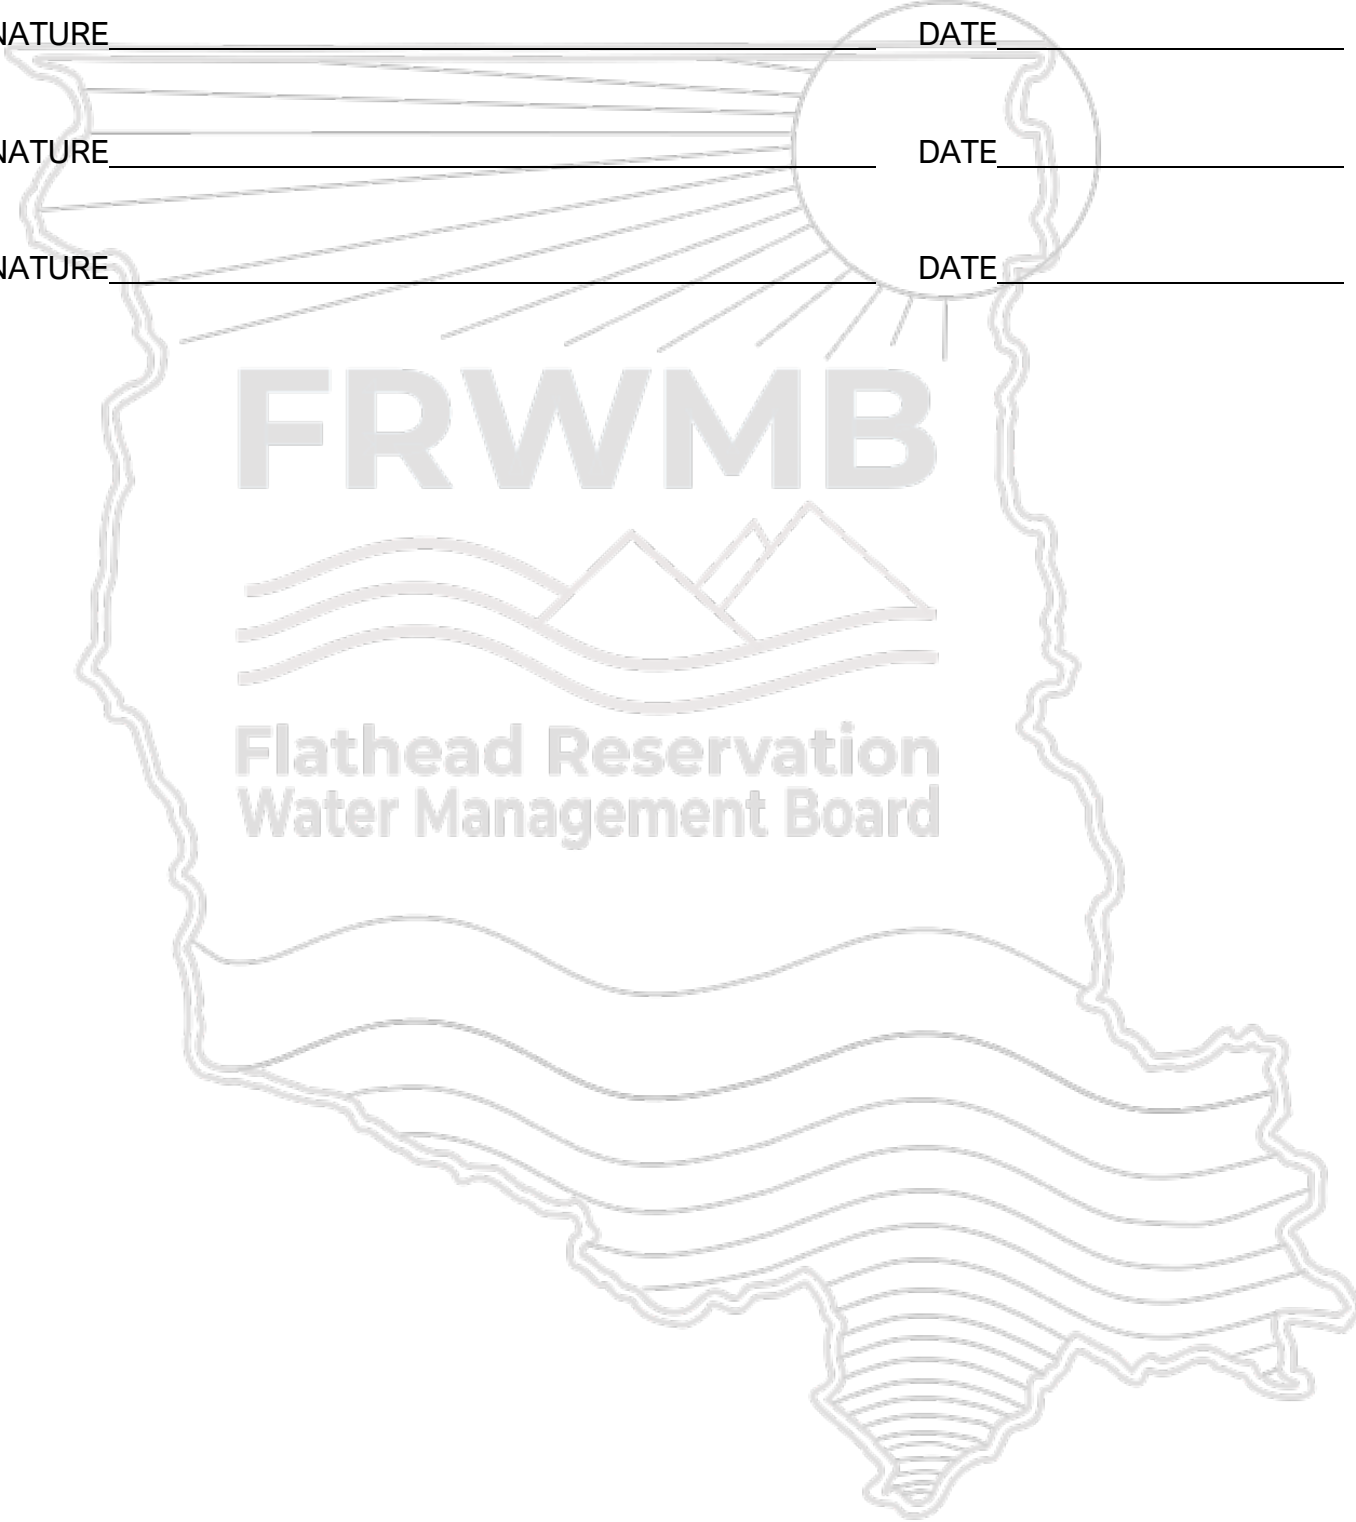 NATURE DATE
NATURE DATE
NATURE DATE
FRWMB
Flathead Reservation
Water Management Board